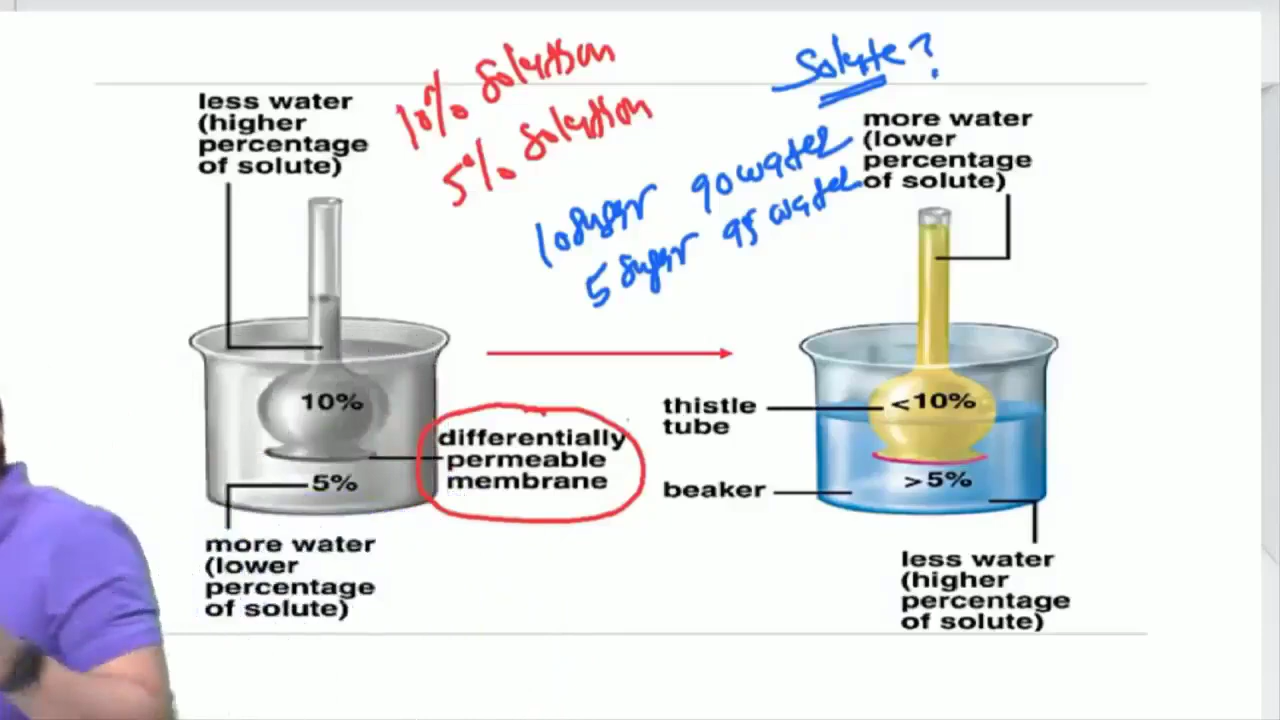 less water
(higher
percentage
of solute)
10% solution
5% solution
Solute?
10 sugar 90 water
5 sugar 95 water
more water
(lower
percentage
of solute)
10%
differentially
permeable
membrane
5%
more water
(lower
percentage
of solute)
thistle
tube
<10%
beaker
>5%
less water
(higher
percentage
of solute)